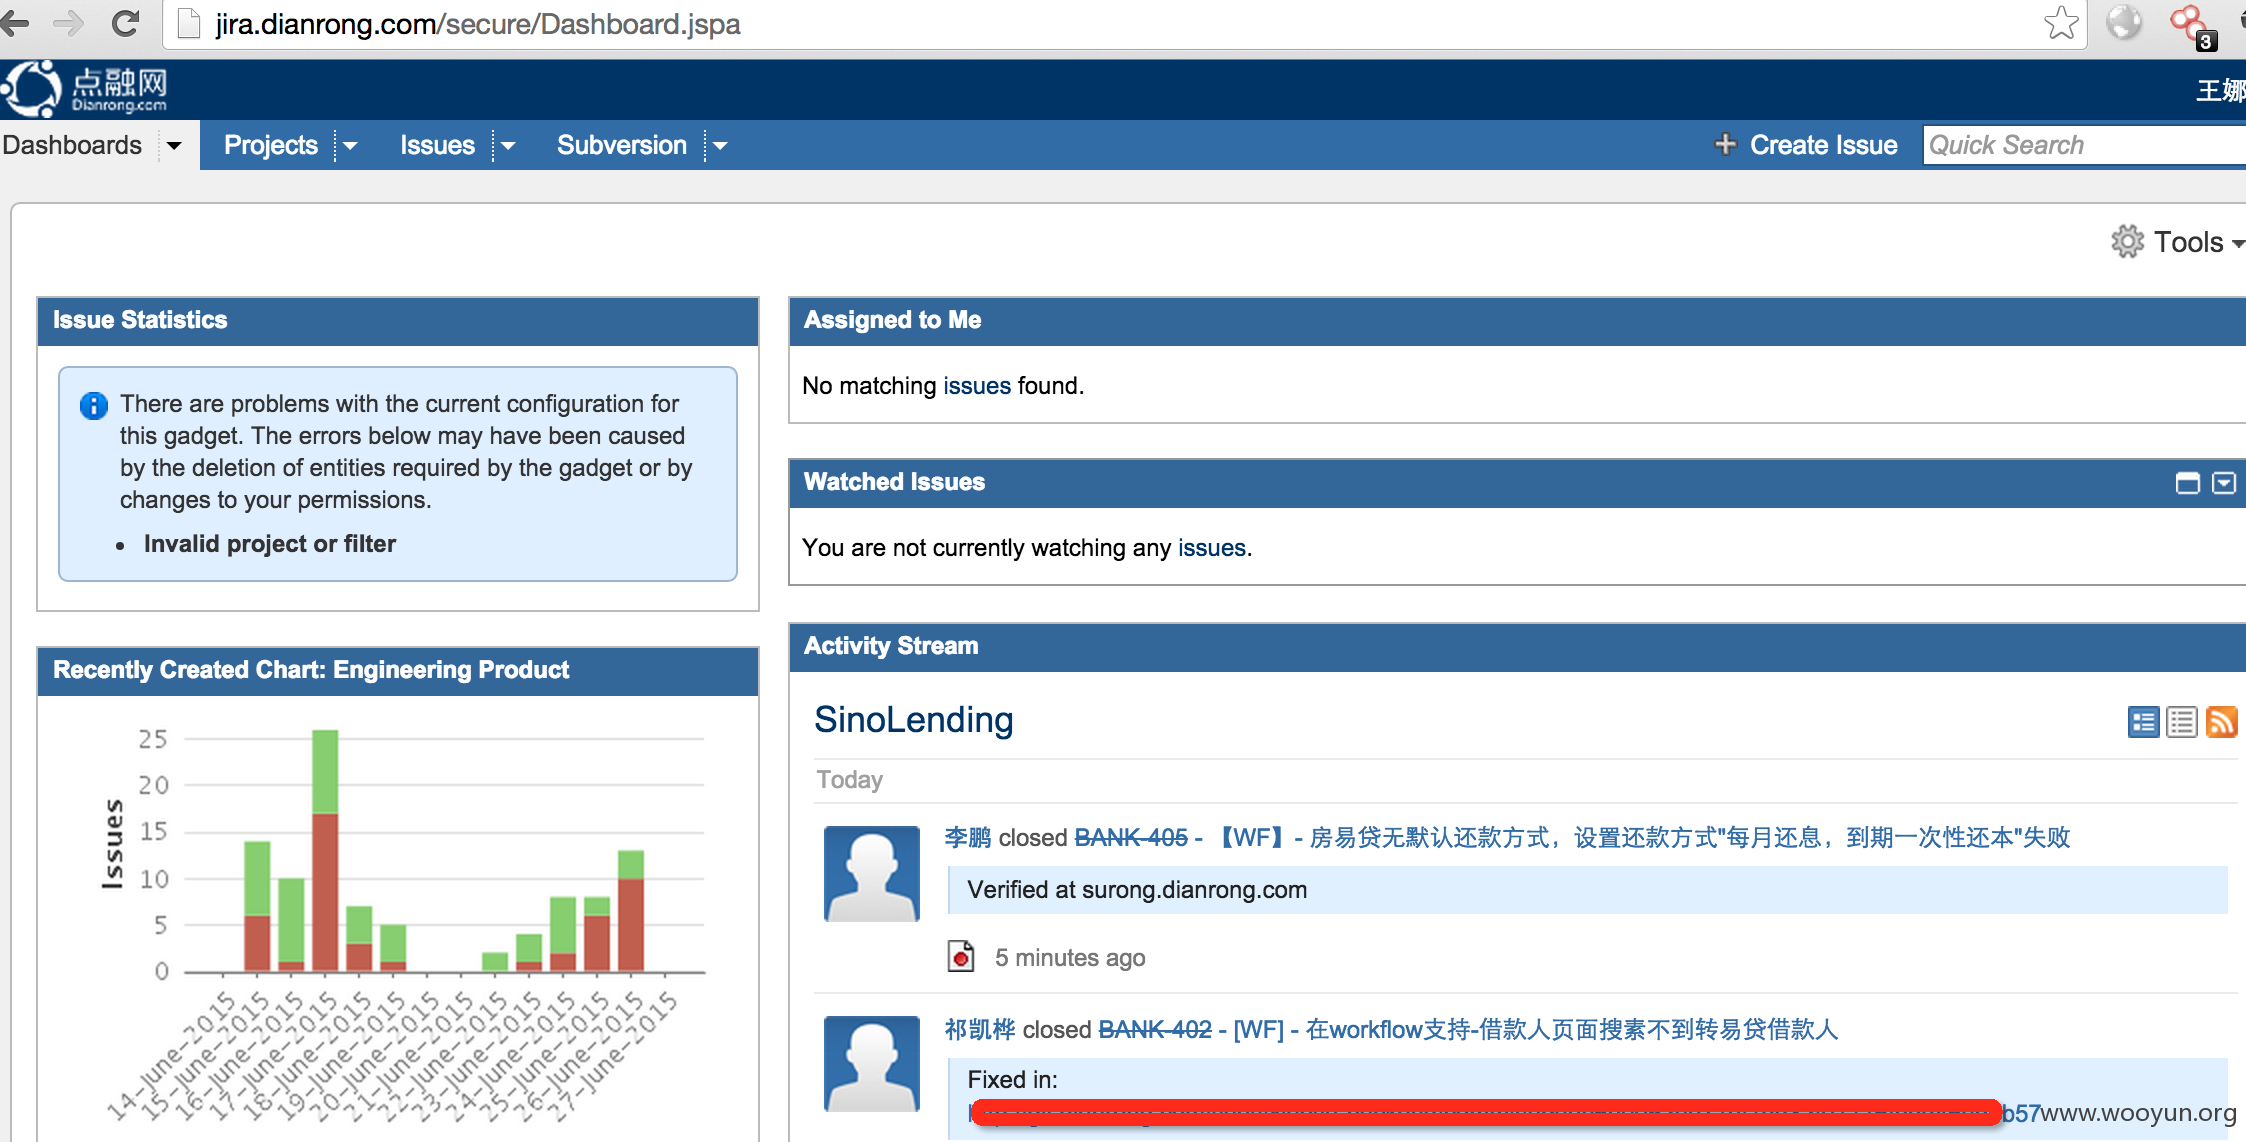 jira.dianrong.com/secure/Dashboard.jspa
3
点融网
Dianrong.com
王娜
Dashboards
Projects
Issues
Subversion
Create Issue
Quick Search
Tools
Issue Statistics
There are problems with the current configuration for
this gadget. The errors below may have been caused
by the deletion of entities required by the gadget or by
changes to your permissions.
Invalid project or filter
Recently Created Chart: Engineering Product
25
20
15
10
5
0
Issues
14-June-2015
15-June-2015
16-June-2015
17-June-2015
18-June-2015
19-June-2015
20-June-2015
21-June-2015
22-June-2015
23-June-2015
24-June-2015
25-June-2015
26-June-2015
27-June-2015
Assigned to Me
No matching issues found.
Watched Issues
You are not currently watching any issues.
Activity Stream
SinoLending
Today
李鹏 closed BANK-405 - 【WF】- 房易贷无默认还款方式，设置还款方式"每月还息，到期一次性还本"失败
Verified at surong.dianrong.com
5 minutes ago
祁凯桦 closed BANK-402 - [WF] - 在workflow支持-借款人页面搜素不到转易贷借款人
Fixed in:
b57
www.wooyun.org